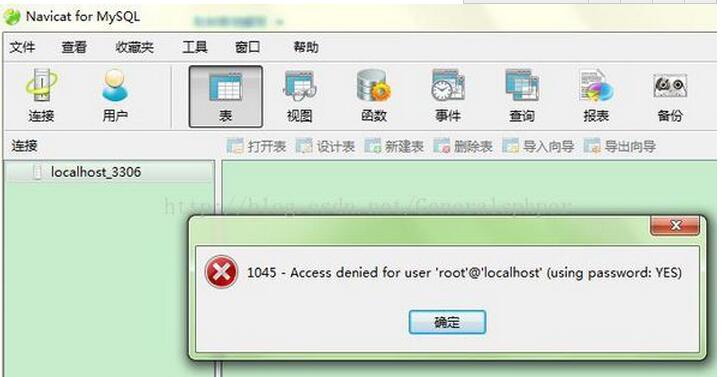 Navicat for MySQL
文件 查看 收藏夹 工具 窗口 帮助
连接 用户 表 视图 函数 事件 查询 报表 备份
连接 打开表 设计表 新建表 删除表 导入向导 导出向导
localhost_3306
http://blog.csdn.net/Generalphper
1045 - Access denied for user 'root'@'localhost' (using password: YES)
确定